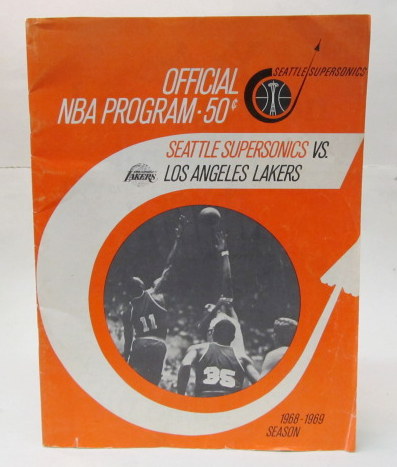 OFFICIAL
NBA PROGRAM · 50¢
SEATTLE SUPERSONICS
SEATTLE SUPERSONICS VS.
LAKERS
LOS ANGELES LAKERS
11
35
1968-1969
SEASON